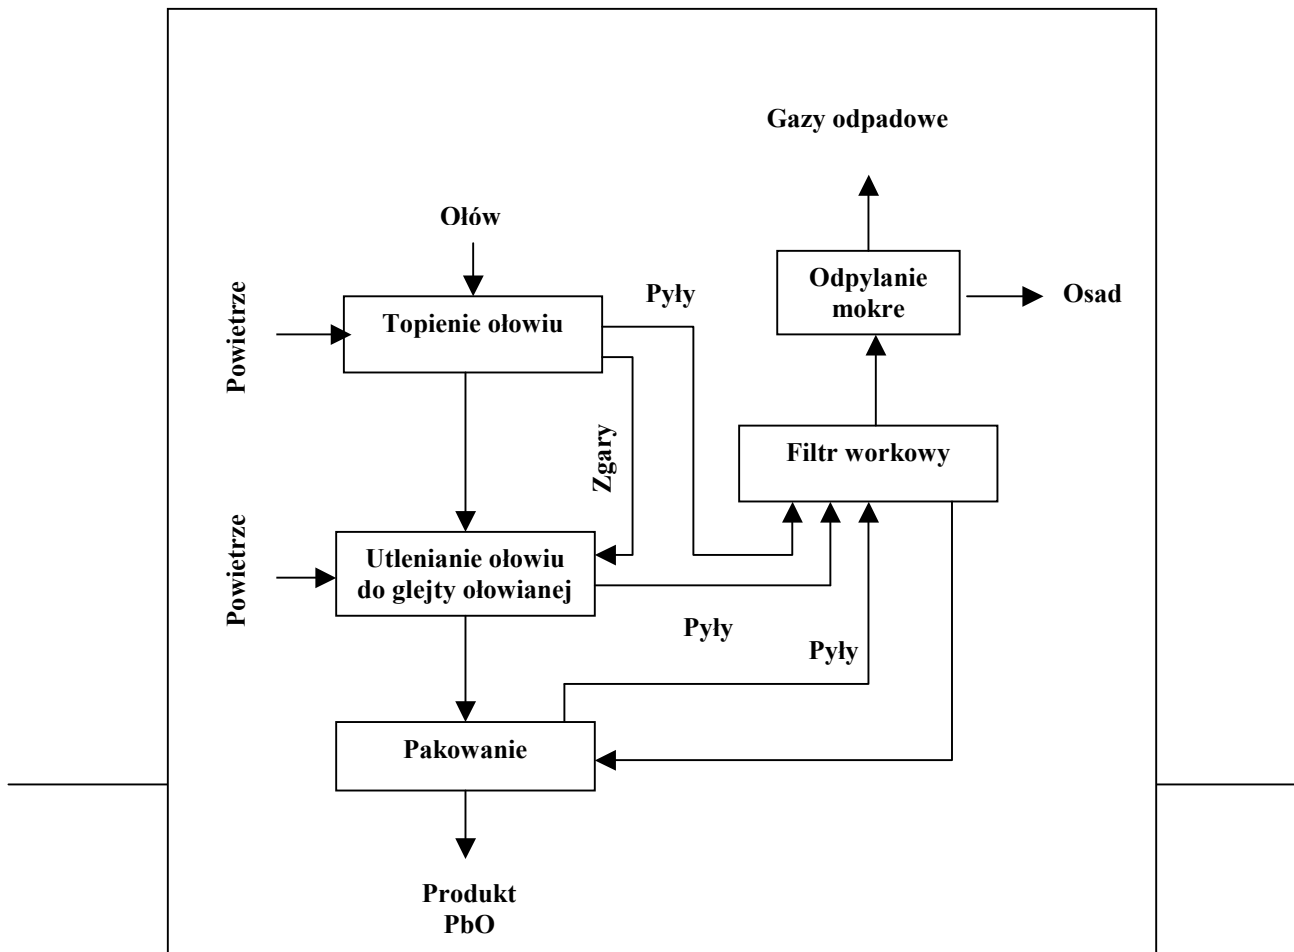 Gazy odpadowe
Ołów
Odpylanie
mokre
Osad
Pyły
Powietrze
Topienie ołowiu
Zgary
Filtr workowy
Powietrze
Utlenianie ołowiu
do glejty ołowianej
Pyły
Pyły
Pakowanie
Produkt
PbO